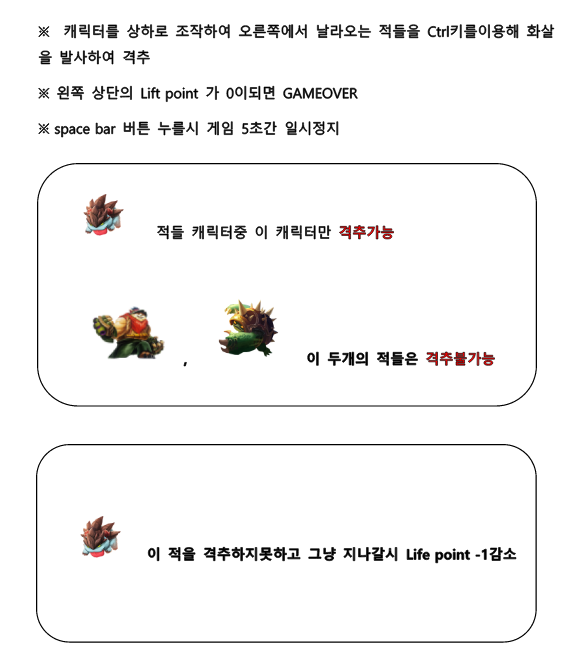 ※ 캐릭터를 상하로 조작하여 오른쪽에서 날라오는 적들을 Ctrl키를이용해 화살
을 발사하여 격추
※ 왼쪽 상단의 Lift point 가 0이되면 GAMEOVER
※ space bar 버튼 누를시 게임 5초간 일시정지
적들 캐릭터중 이 캐릭터만 격추가능
, 이 두개의 적들은 격추불가능
이 적을 격추하지못하고 그냥 지나갈시 Life point -1감소